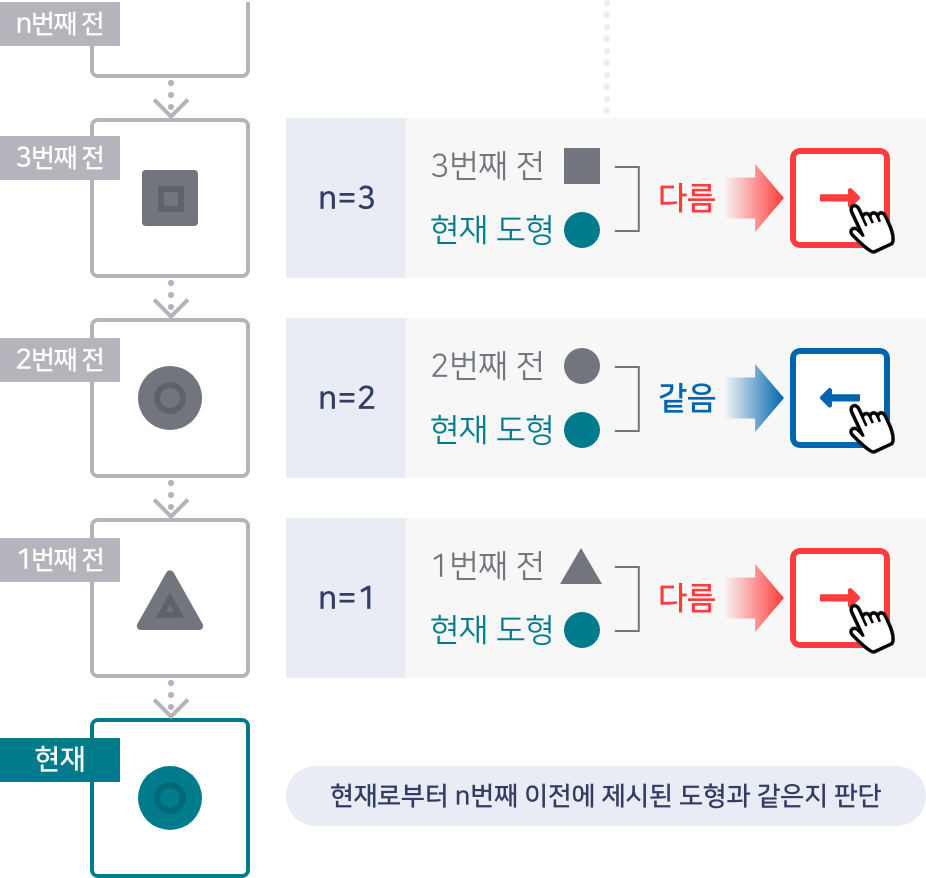 n번째 전
3번째 전
n=3
3번째 전
현재 도형
다름
2번째 전
n=2
2번째 전
현재 도형
같음
1번째 전
n=1
1번째 전
현재 도형
다름
현재
현재로부터 n번째 이전에 제시된 도형과 같은지 판단